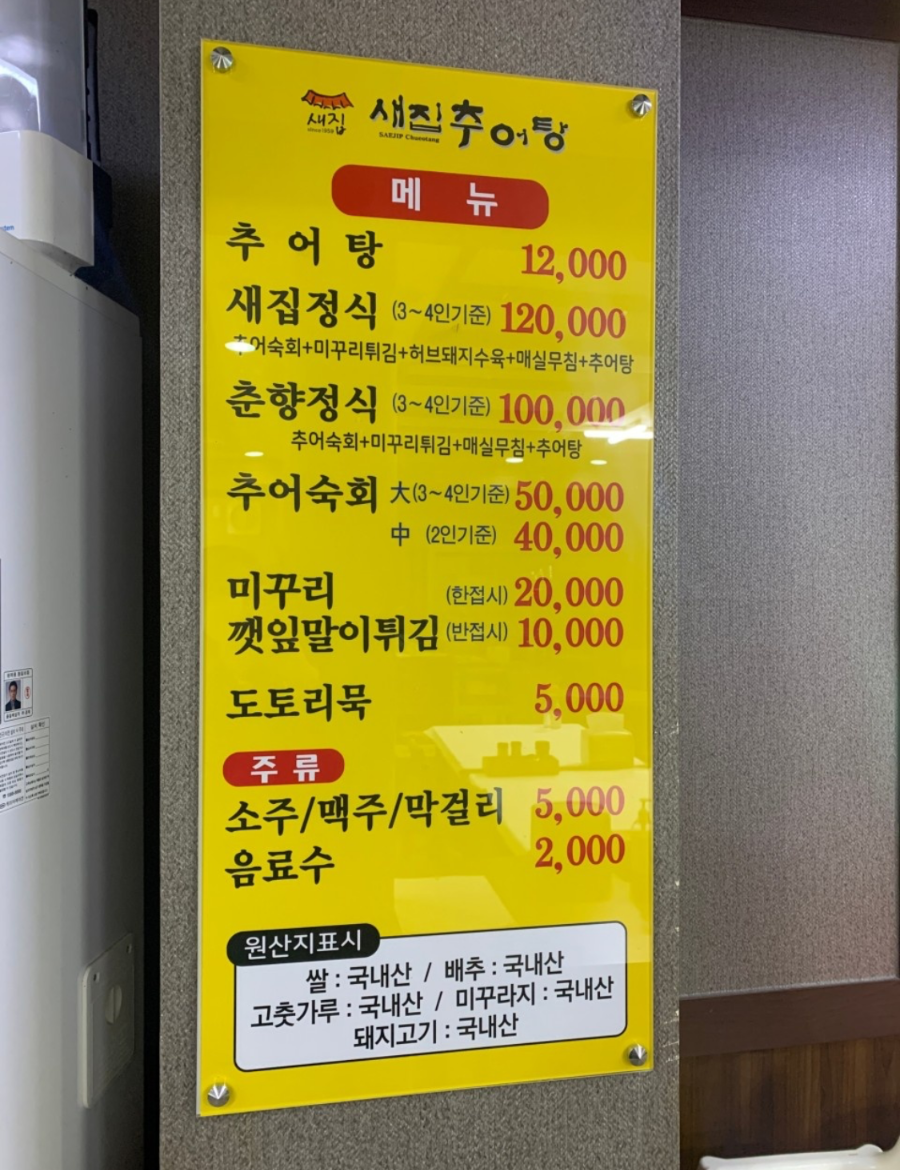 새집
since1959
새집추어탕
SAEJIP Chueotang
메 뉴
추 어 탕 12,000
새집정식 (3~4인기준) 120,000
추어숙회+미꾸리튀김+허브돼지수육+매실무침+추어탕
춘향정식 (3~4인기준) 100,000
추어숙회+미꾸리튀김+매실무침+추어탕
추어숙회 大(3~4인기준) 50,000
中 (2인기준) 40,000
미꾸리 (한접시) 20,000
깻잎말이튀김 (반접시) 10,000
도토리묵 5,000
주 류
소주/맥주/막걸리 5,000
음료수 2,000
원산지표시
쌀 : 국내산 / 배추 : 국내산
고춧가루 : 국내산 / 미꾸라지 : 국내산
돼지고기 : 국내산